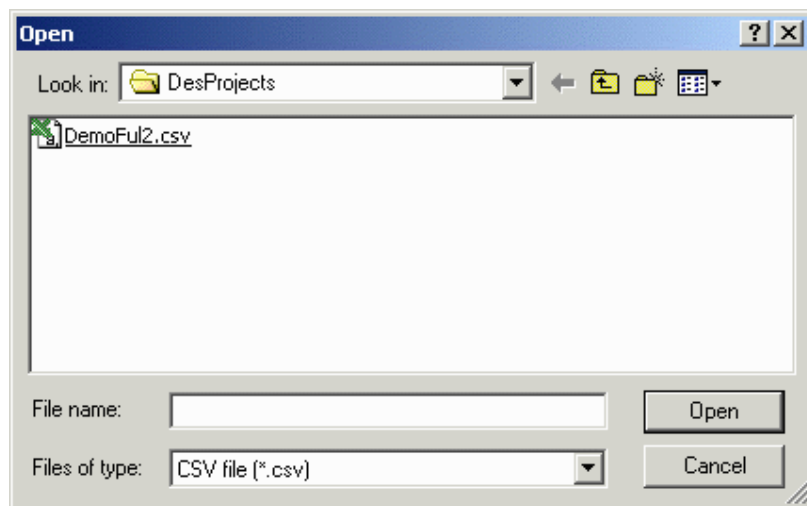 Open
Look in: DesProjects
DemoFul2.csv
File name: Open
Files of type: CSV file (*.csv) Cancel